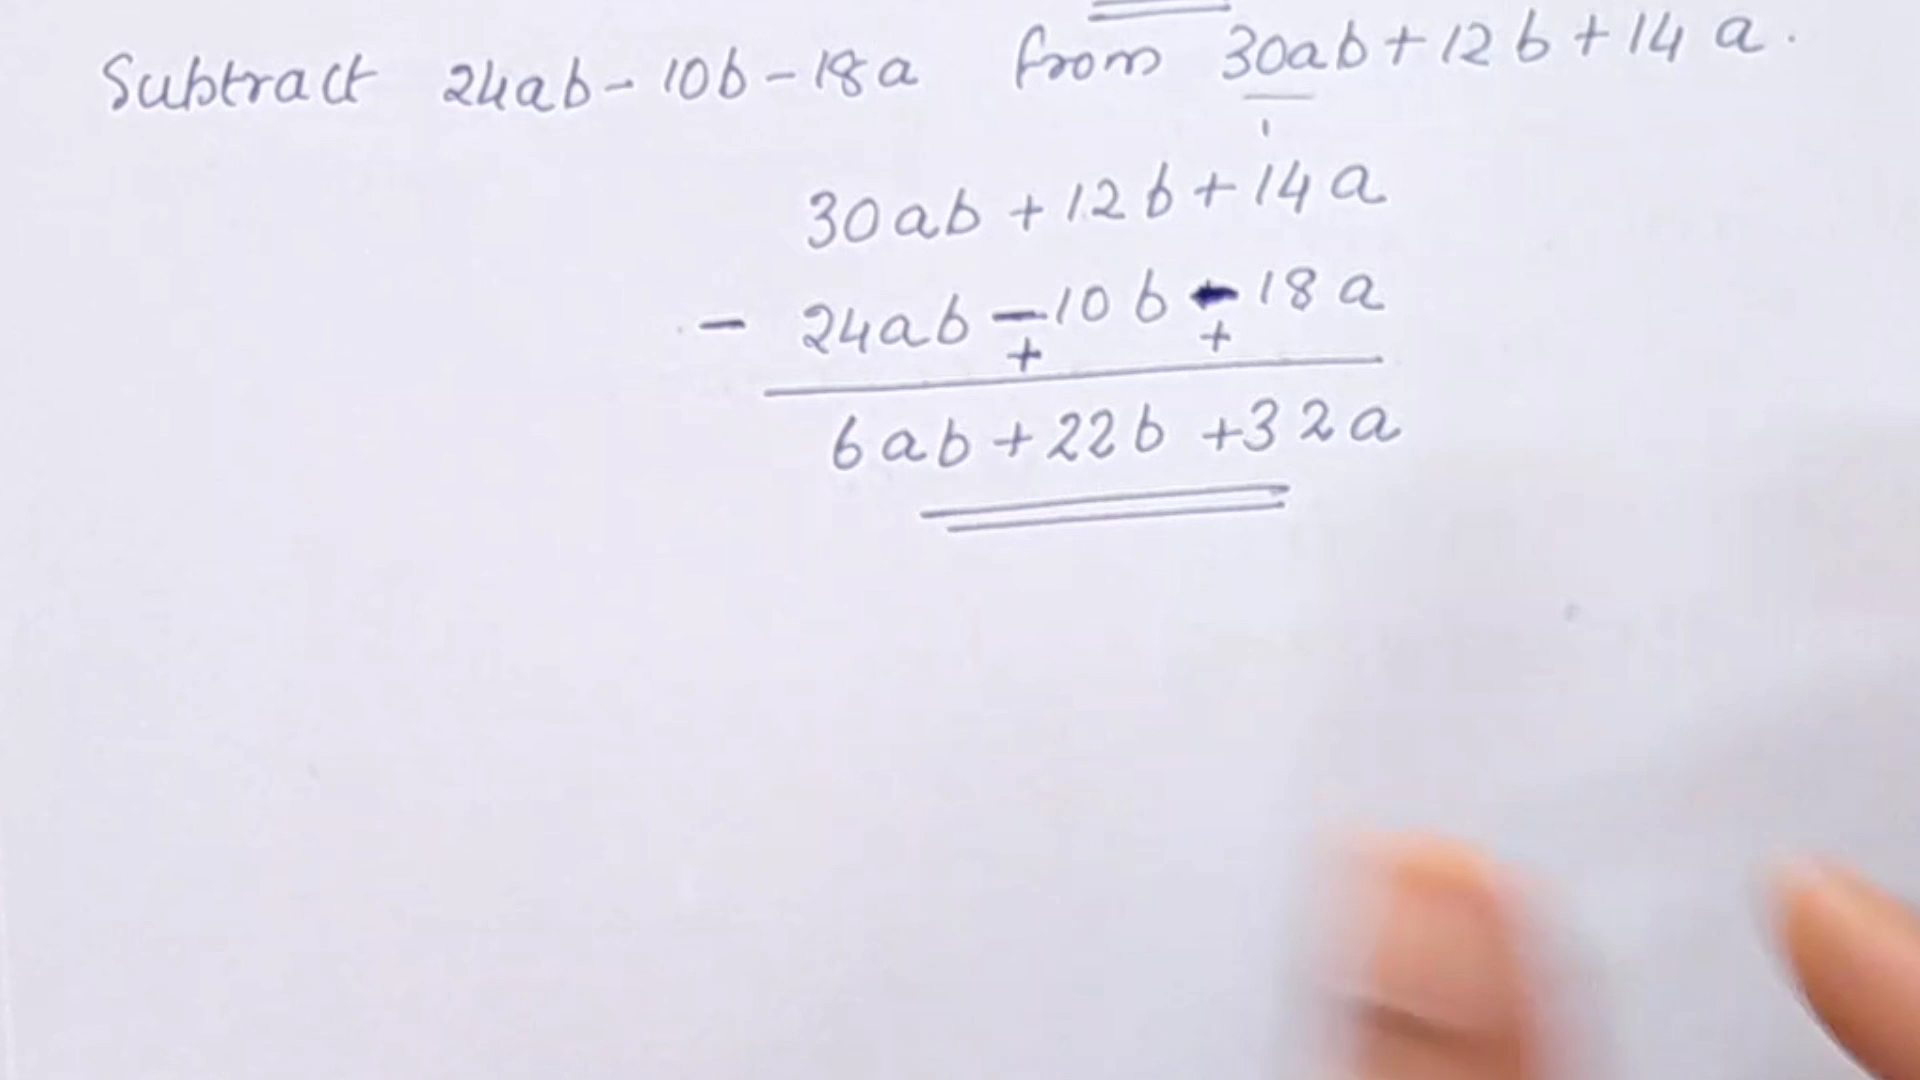 Subtract 24ab - 10b - 18a from 30ab + 12b + 14a.
30ab + 12b + 14a
- 24ab - 10b - 18a
+ +
6ab + 22b + 32a